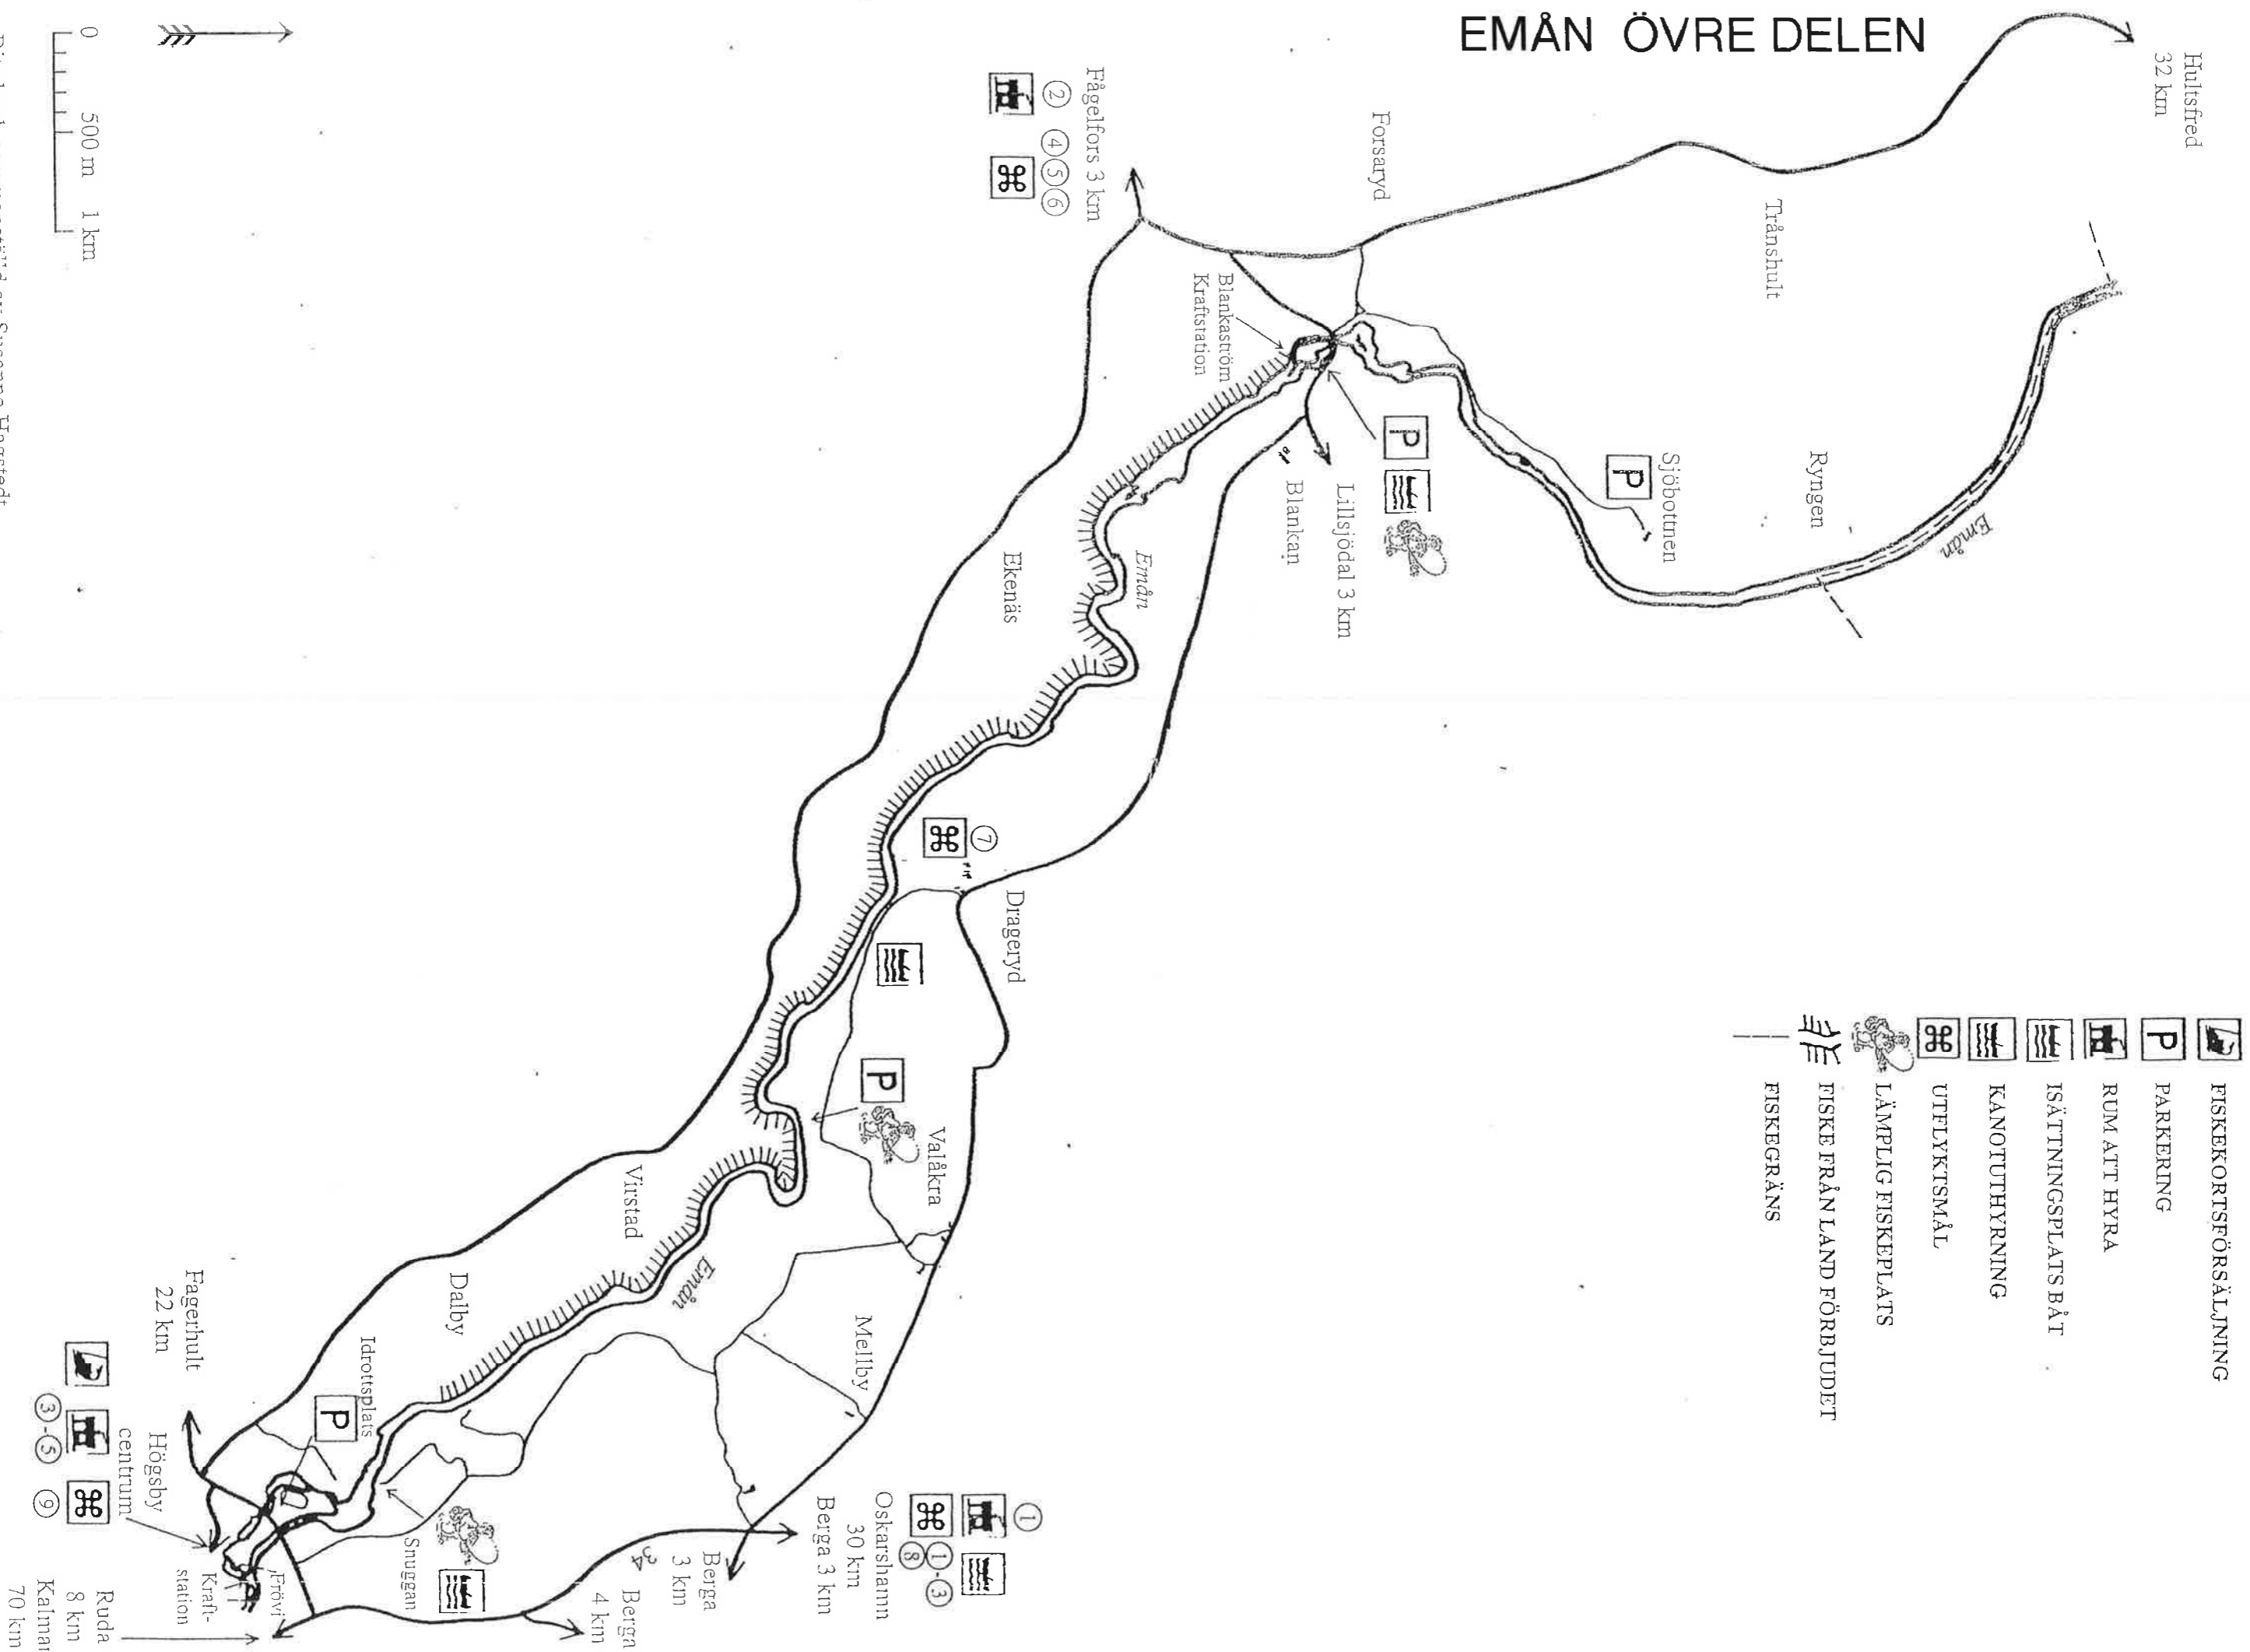 EMÅN ÖVRE DELEN
Hultsfred
32 km
Trånshult
Forsaryd
Fågelfors 3 km
② ④⑤⑥
⌘
Blankaström
Kraftstation
P
Sjöbottnen
P
Ryngen
Emån
Lillsjödal 3 km
Blankan
Emån
Ekenäs
⑦
⌘
Drageryd
P
Valåkra
Virstad
Emån
Mellby
Dalby
Idrottsplats
P
Fagerhult
22 km
Högsby
centrum
③-⑤
⌘
⑨
①
①-③
⌘
⑧
Oskarshamn
30 km
Berga 3 km
Berga
3 km
34
Berga
4 km
Snuggan
Frövi
Kraft-
station
Ruda
8 km
Kalmar
70 km
FISKEKORTSFÖRSÄLJNING
P PARKERING
RUM ATT HYRA
ISÄTTNINGSPLATS BÅT
KANOTUTHYRNING
⌘ UTFLYKTSMÅL
LÄMPLIG FISKEPLATS
FISKE FRÅN LAND FÖRBJUDET
FISKEGRÄNS
0 500 m 1 km